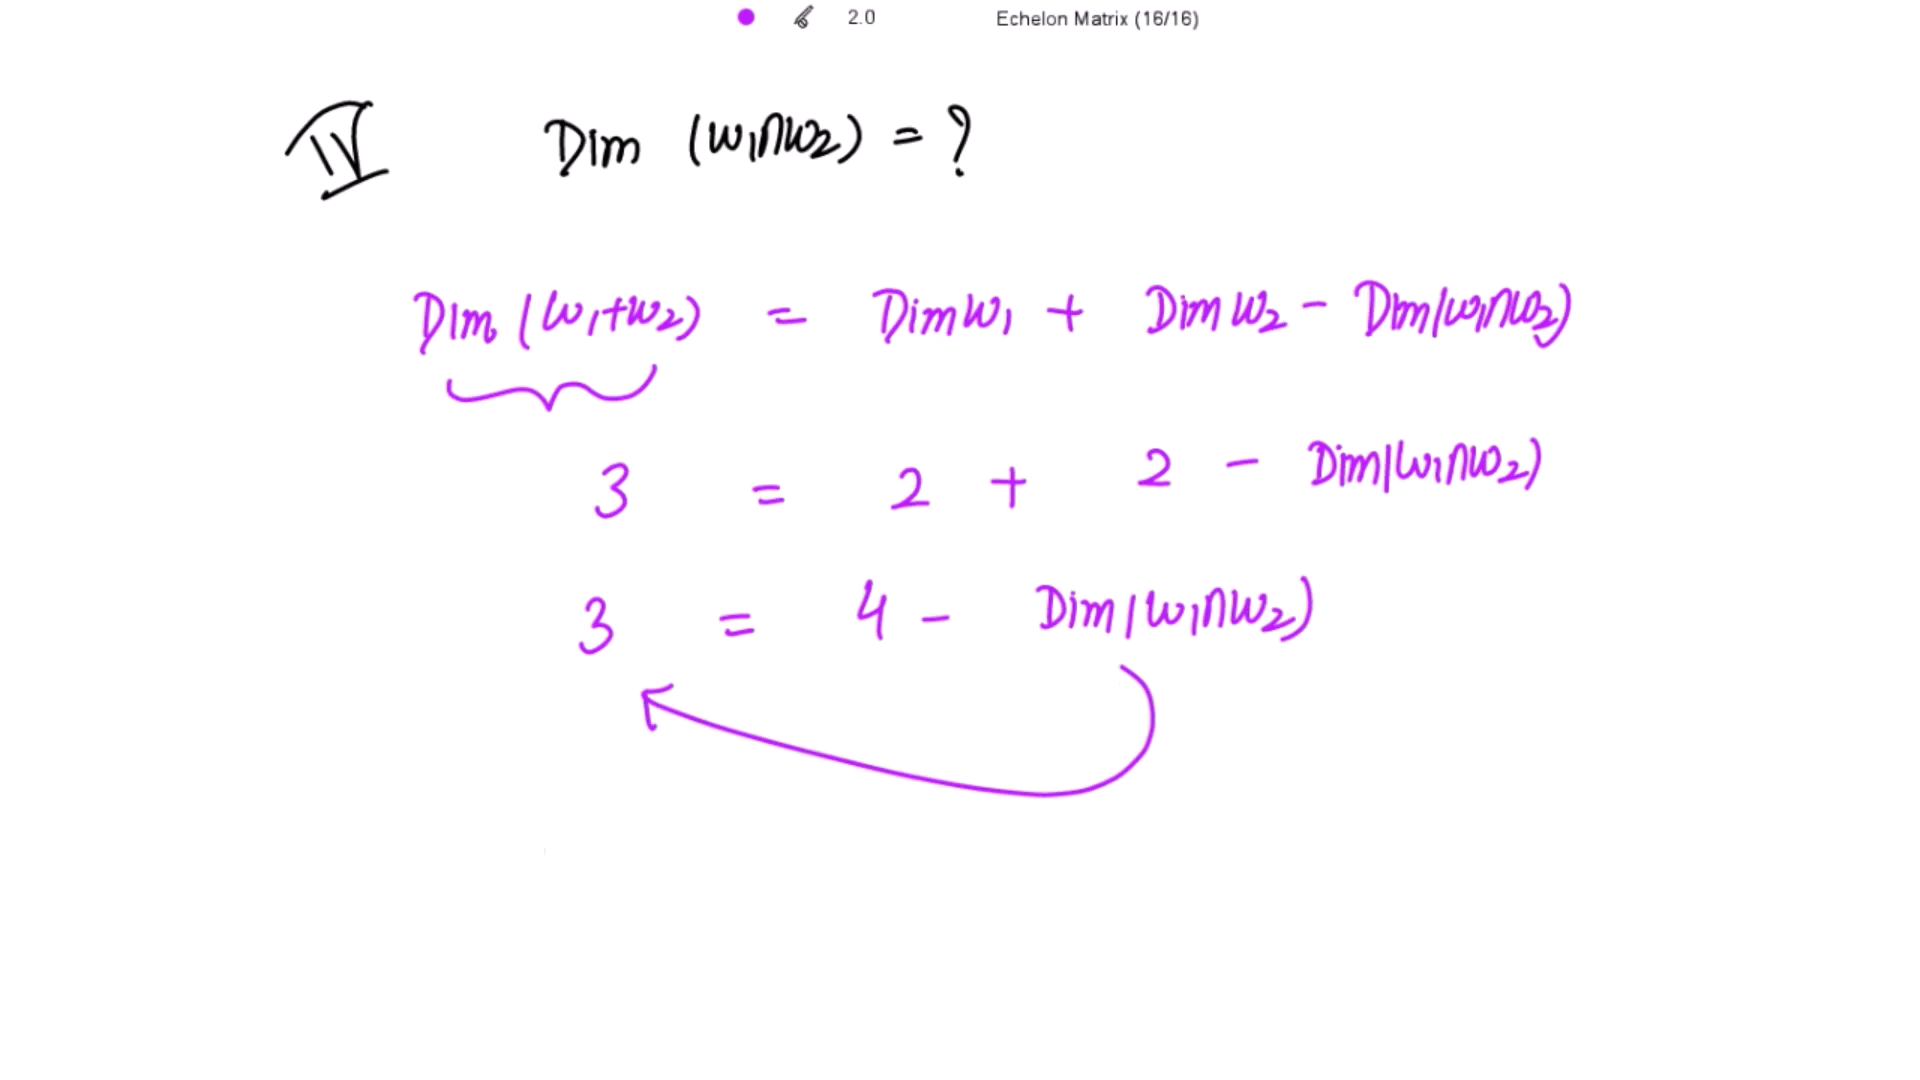 2.0 Echelon Matrix (16/16)
IV Dim (W1∩W2) = ?
Dim (W1+W2) = Dim W1 + Dim W2 - Dim(W1∩W2)
3 = 2 + 2 - Dim(W1∩W2)
3 = 4 - Dim(W1∩W2)